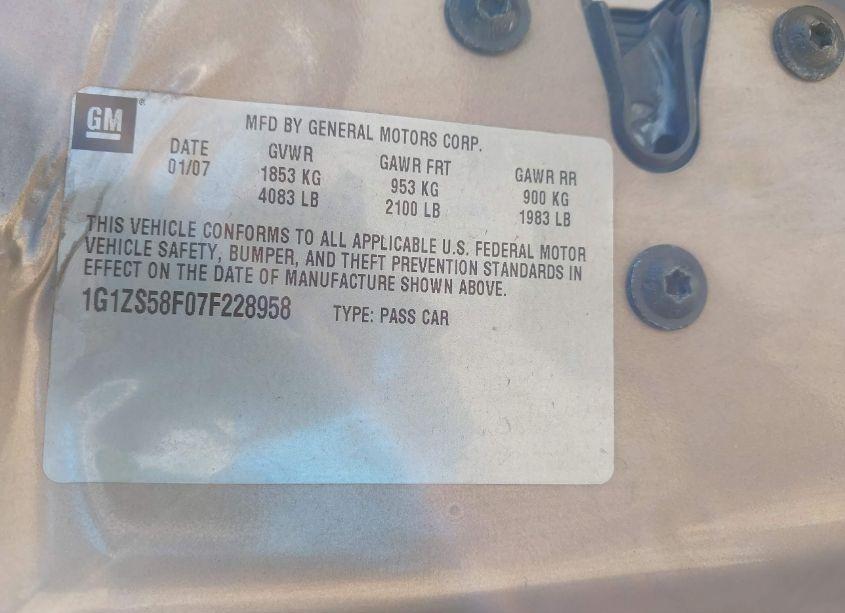 GM
MFD BY GENERAL MOTORS CORP.
DATE GVWR GAWR FRT GAWR RR
01/07 1853 KG 953 KG 900 KG
4083 LB 2100 LB 1983 LB
THIS VEHICLE CONFORMS TO ALL APPLICABLE U.S. FEDERAL MOTOR
VEHICLE SAFETY, BUMPER, AND THEFT PREVENTION STANDARDS IN
EFFECT ON THE DATE OF MANUFACTURE SHOWN ABOVE.
1G1ZS58F07F228958 TYPE: PASS CAR